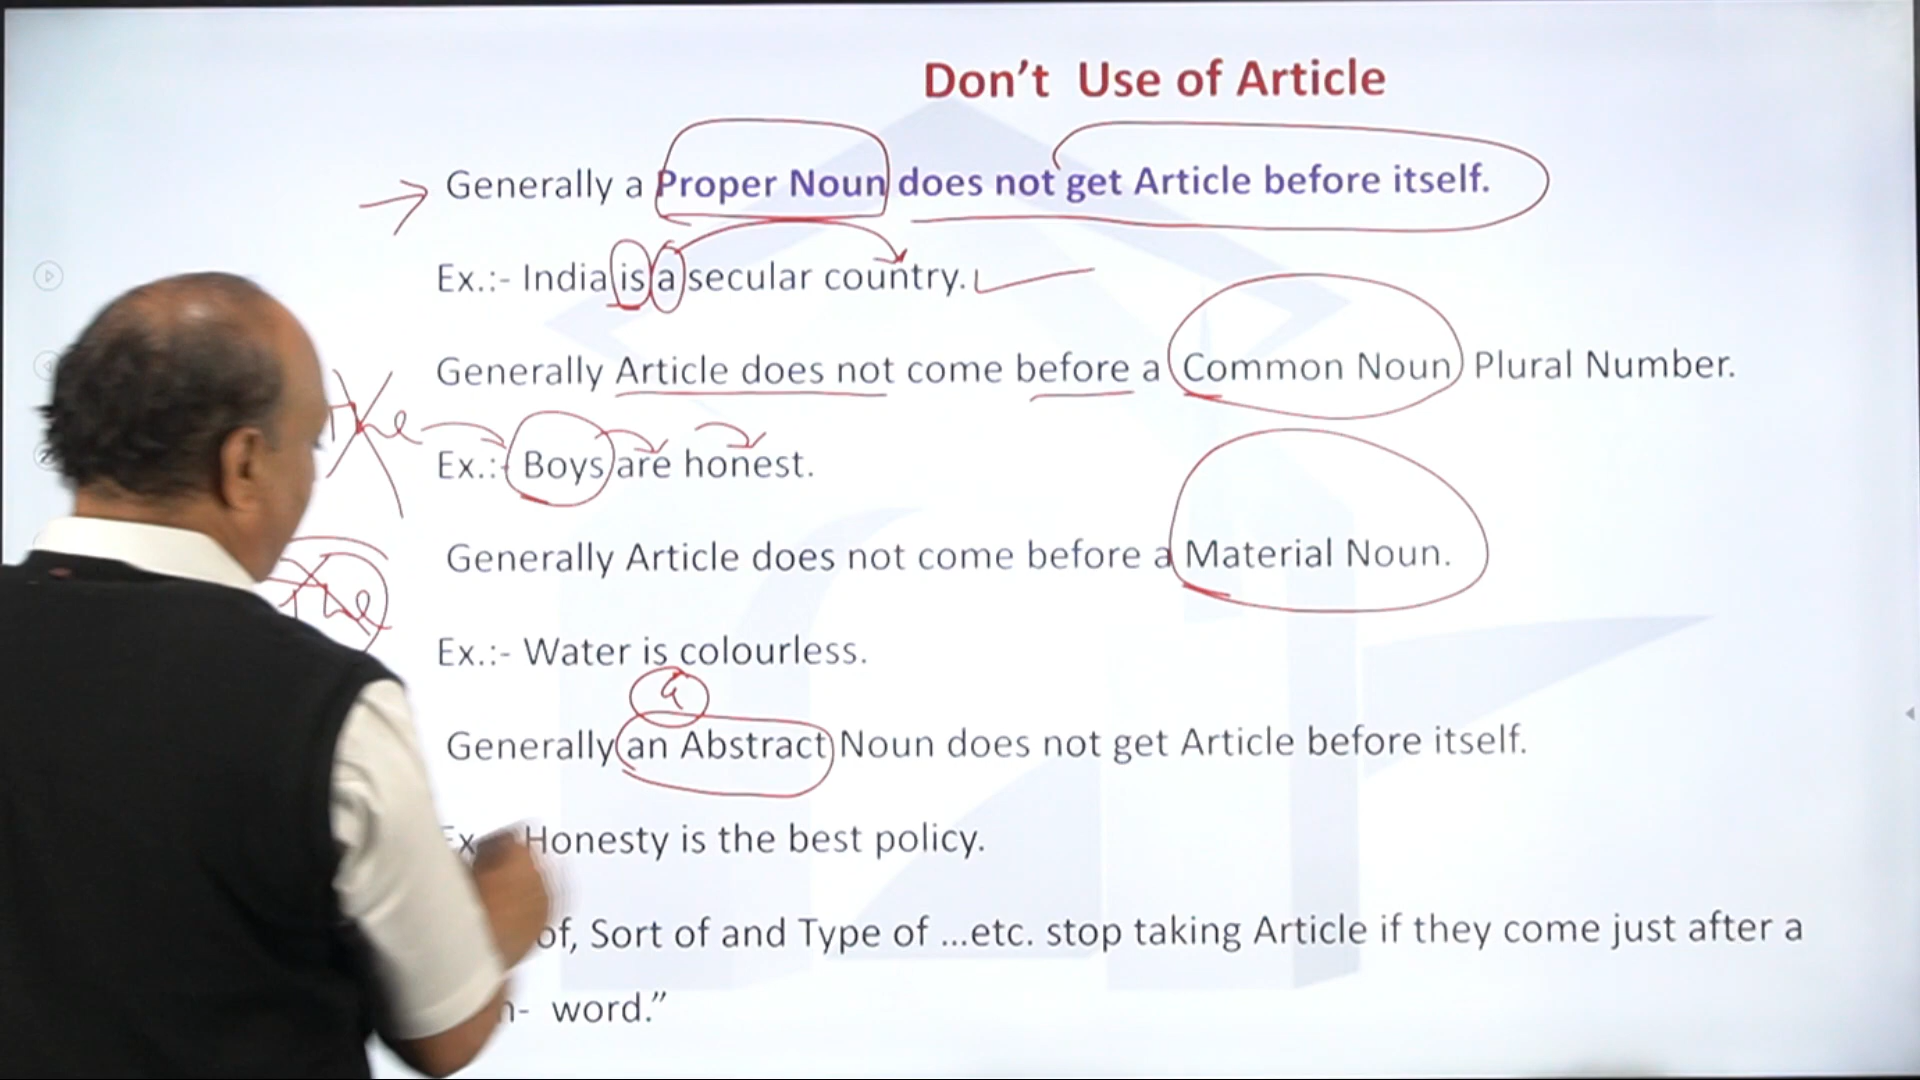 Don't Use of Article
Generally a Proper Noun does not get Article before itself.
Ex.:- India is a secular country.
Generally Article does not come before a Common Noun Plural Number.
The
Ex.:- Boys are honest.
Generally Article does not come before a Material Noun.
The
Ex.:- Water is colourless.
a
Generally an Abstract Noun does not get Article before itself.
Honesty is the best policy.
of, Sort of and Type of ...etc. stop taking Article if they come just after a
word.”